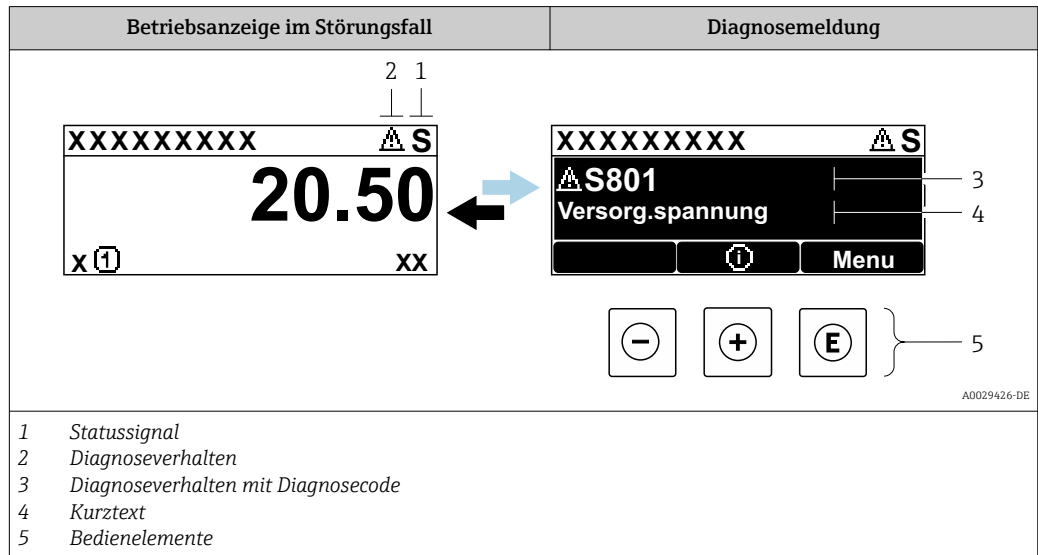 Betriebsanzeige im Störungsfall
Diagnosemeldung
2 1
XXXXXXXXX S
20.50
X 1 XX
XXXXXXXXX S
S801
Versorg.spannung
i Menu
3
4
- + E
5
A0029426-DE
1 Statussignal
2 Diagnoseverhalten
3 Diagnoseverhalten mit Diagnosecode
4 Kurztext
5 Bedienelemente